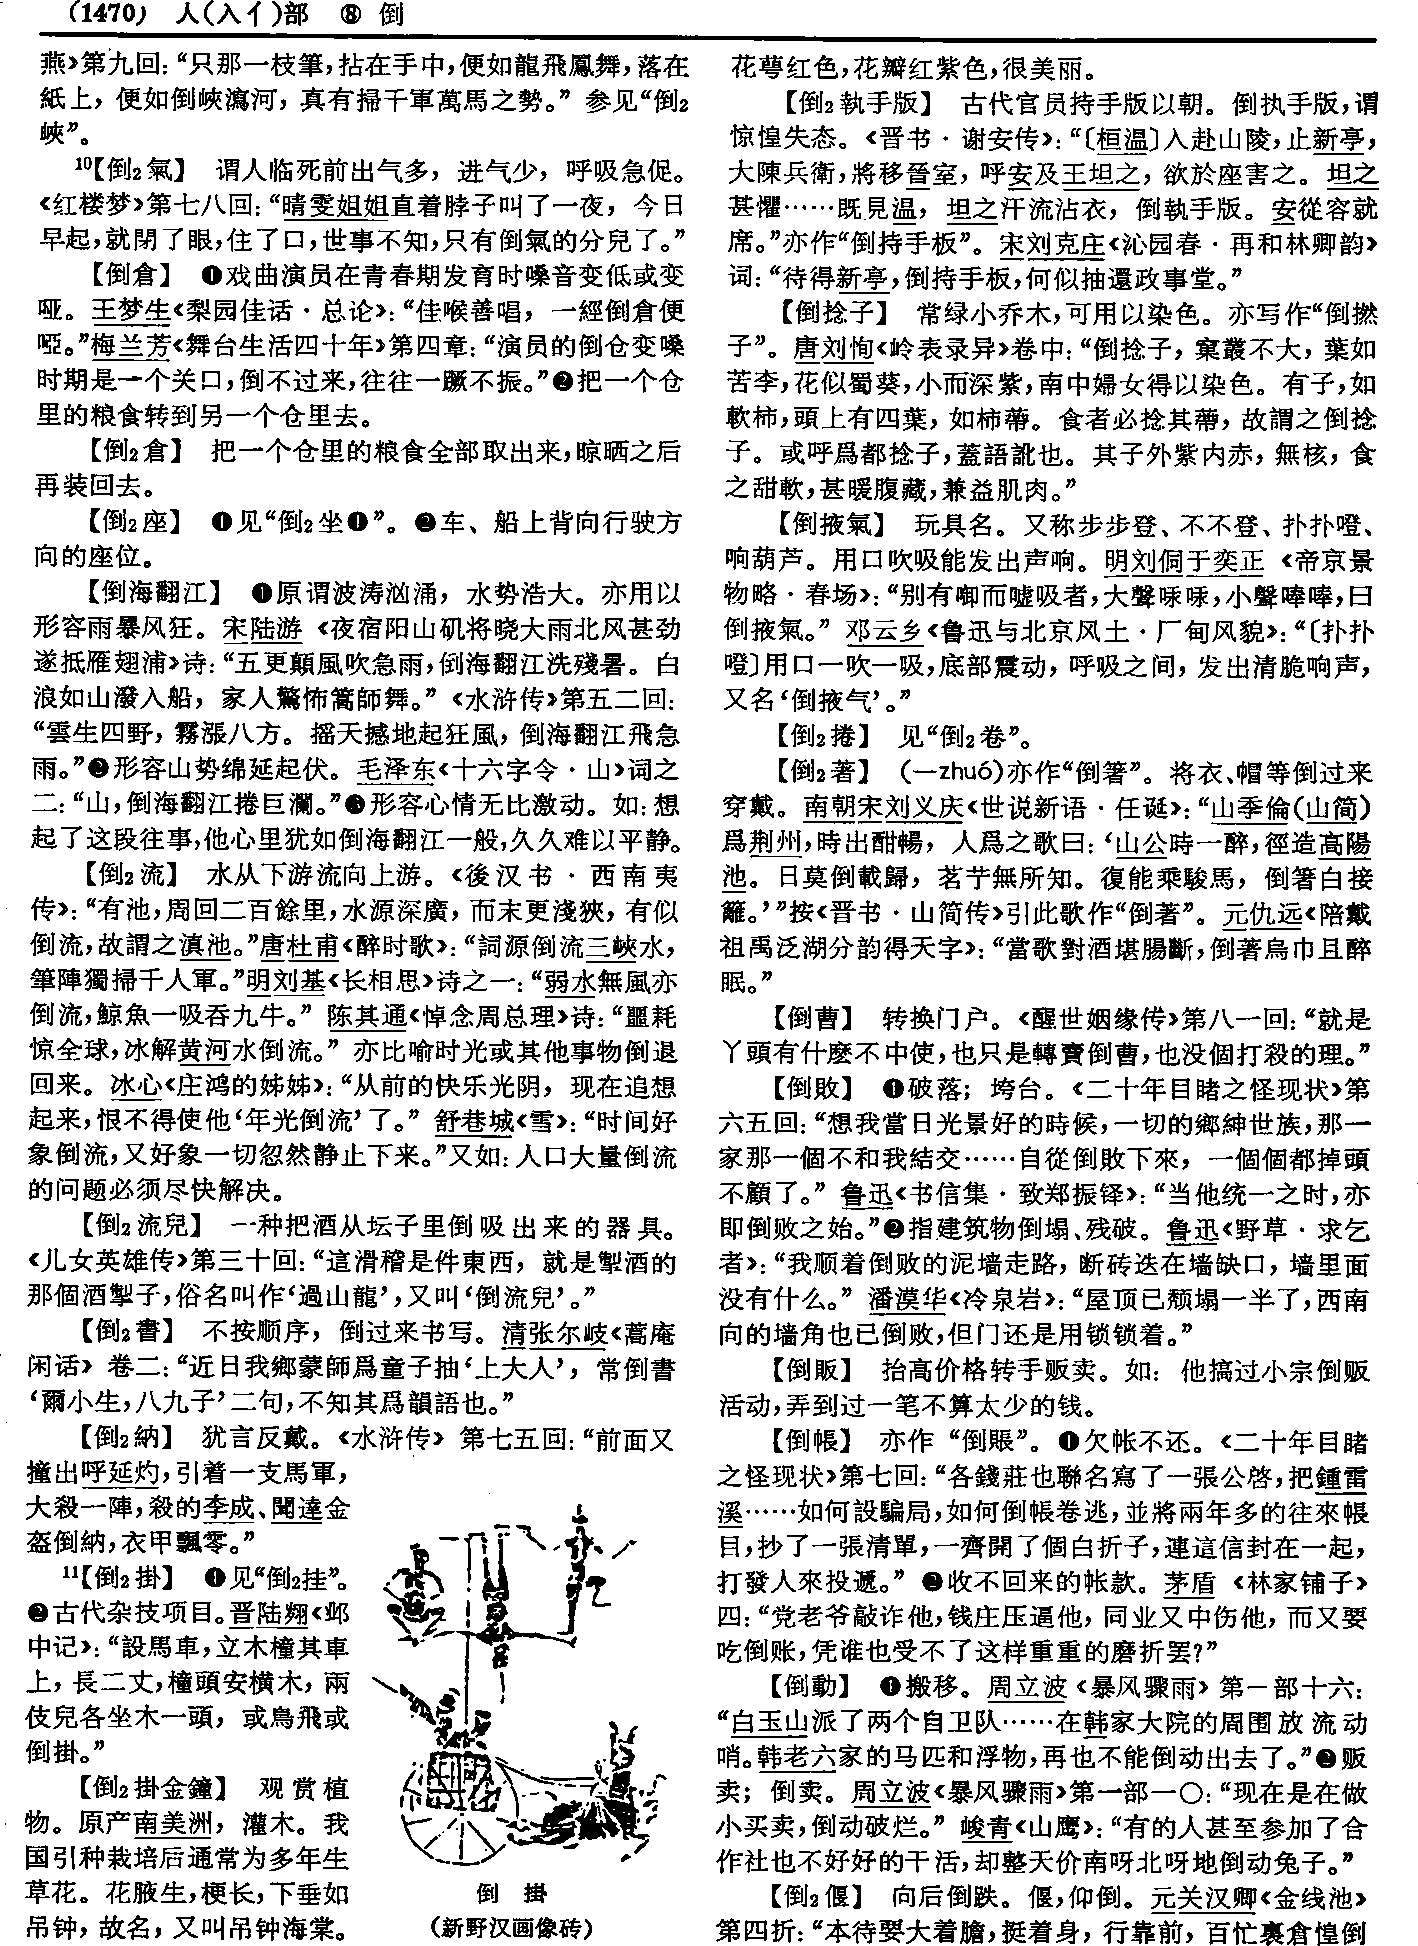 (1470) 人(入亻)部 ⑧ 倒
燕》第九回：“只那一枝筆，拈在手中，便如龍飛鳳舞，落在
紙上，便如倒峽瀉河，真有掃千軍萬馬之勢。”参见“倒₂
峽”。
¹⁰【倒₂氣】 谓人临死前出气多，进气少，呼吸急促。
《红楼梦》第七八回：“晴雯姐姐直着脖子叫了一夜，今日
早起，就閉了眼，住了口，世事不知，只有倒氣的分兒了。”
【倒倉】 ❶戏曲演员在青春期发育时嗓音变低或变
哑。王梦生《梨园佳话·总论》：“佳喉善唱，一經倒倉便
啞。”梅兰芳《舞台生活四十年》第四章：“演员的倒仓变嗓
时期是一个关口，倒不过来，往往一蹶不振。”❷把一个仓
里的粮食转到另一个仓里去。
【倒₂倉】 把一个仓里的粮食全部取出来，晾晒之后
再装回去。
【倒₂座】 ❶见“倒₂坐❶”。❷车、船上背向行驶方
向的座位。
【倒海翻江】 ❶原谓波涛汹涌，水势浩大。亦用以
形容雨暴风狂。宋陆游《夜宿阳山矶将晓大雨北风甚劲
遂抵雁翅浦》诗：“五更顛風吹急雨，倒海翻江洗殘暑。白
浪如山潑入船，家人驚怖篙師舞。”《水浒传》第五二回：
“雲生四野，霧漲八方。摇天撼地起狂風，倒海翻江飛急
雨。”❷形容山势绵延起伏。毛泽东《十六字令·山》词之
二：“山，倒海翻江捲巨瀾。”❸形容心情无比激动。如：想
起了这段往事，他心里犹如倒海翻江一般，久久难以平静。
【倒₂流】 水从下游流向上游。《後汉书·西南夷
传》：“有池，周回二百餘里，水源深廣，而末更淺狹，有似
倒流，故謂之滇池。”唐杜甫《醉时歌》：“詞源倒流三峽水，
筆陣獨掃千人軍。”明刘基《长相思》诗之一：“弱水無風亦
倒流，鯨魚一吸吞九牛。”陈其通《悼念周总理》诗：“噩耗
惊全球，冰解黄河水倒流。”亦比喻时光或其他事物倒退
回来。冰心《庄鸿的姊姊》：“从前的快乐光阴，现在追想
起来，恨不得使他‘年光倒流’了。”舒巷城《雪》：“时间好
象倒流，又好象一切忽然静止下来。”又如：人口大量倒流
的问题必须尽快解决。
【倒₂流兒】 一种把酒从坛子里倒吸出来的器具。
《儿女英雄传》第三十回：“這滑稽是件東西，就是掣酒的
那個酒掣子，俗名叫作‘過山龍’，又叫‘倒流兒’。”
【倒₂書】 不按顺序，倒过来书写。清张尔岐《蒿庵
闲话》卷二：“近日我鄉蒙師爲童子抽‘上大人’，常倒書
‘爾小生，八九子’二句，不知其爲韻語也。”
【倒₂納】 犹言反戴。《水浒传》第七五回：“前面又
撞出呼延灼，引着一支馬軍，
大殺一陣，殺的李成、聞達金
盔倒納，衣甲飄零。”
¹¹【倒₂掛】 ❶见“倒₂挂”。
❷古代杂技项目。晋陆翔《邺
中记》：“設馬車，立木橦其車
上，長二丈，橦頭安横木，兩
伎兒各坐木一頭，或鳥飛或
倒掛。”
【倒₂掛金鐘】 观赏植
物。原产南美洲，灌木。我
国引种栽培后通常为多年生
草花。花腋生，梗长，下垂如
吊钟，故名，又叫吊钟海棠。
倒 掛
(新野汉画像砖)
花萼红色，花瓣红紫色，很美丽。
【倒₂執手版】 古代官员持手版以朝。倒执手版，谓
惊惶失态。《晋书·谢安传》：“〔桓温〕入赴山陵，止新亭，
大陳兵衛，將移晉室，呼安及王坦之，欲於座害之。坦之
甚懼……既見温，坦之汗流沾衣，倒執手版。安從容就
席。”亦作“倒持手板”。宋刘克庄《沁园春·再和林卿韵》
词：“待得新亭，倒持手板，何似抽還政事堂。”
【倒捻子】 常绿小乔木，可用以染色。亦写作“倒撚
子”。唐刘恂《岭表录异》卷中：“倒捻子，窠叢不大，葉如
苦李，花似蜀葵，小而深紫，南中婦女得以染色。有子，如
軟柿，頭上有四葉，如柿蔕。食者必捻其蔕，故謂之倒捻
子。或呼爲都捻子，蓋語訛也。其子外紫内赤，無核，食
之甜軟，甚暖腹藏，兼益肌肉。”
【倒掖氣】 玩具名。又称步步登、不不登、扑扑噔、
响葫芦。用口吹吸能发出声响。明刘侗于奕正《帝京景
物略·春场》：“别有啣而嘘吸者，大聲哚哚，小聲唪唪，曰
倒掖氣。”邓云乡《鲁迅与北京风土·厂甸风貌》：“〔扑扑
噔〕用口一吹一吸，底部震动，呼吸之间，发出清脆响声，
又名‘倒掖气’。”
【倒₂捲】 见“倒₂卷”。
【倒₂著】 (一zhuó)亦作“倒箸”。将衣、帽等倒过来
穿戴。南朝宋刘义庆《世说新语·任诞》：“山季倫(山简)
爲荆州，時出酣暢，人爲之歌曰：‘山公時一醉，徑造高陽
池。日莫倒載歸，茗艼無所知。復能乘駿馬，倒箸白接
籬。’”按《晋书·山简传》引此歌作“倒著”。元仇远《陪戴
祖禹泛湖分韵得天字》：“當歌對酒堪腸斷，倒著烏巾且醉
眠。”
【倒曹】 转换门户。《醒世姻缘传》第八一回：“就是
丫頭有什麽不中使，也只是轉賣倒曹，也没個打殺的理。”
【倒敗】 ❶破落；垮台。《二十年目睹之怪现状》第
六五回：“想我當日光景好的時候，一切的鄉紳世族，那一
家那一個不和我結交……自從倒敗下來，一個個都掉頭
不顧了。”鲁迅《书信集·致郑振铎》：“当他统一之时，亦
即倒败之始。”❷指建筑物倒塌、残破。鲁迅《野草·求乞
者》：“我顺着倒败的泥墙走路，断砖迭在墙缺口，墙里面
没有什么。”潘漠华《冷泉岩》：“屋顶已颓塌一半了，西南
向的墙角也已倒败，但门还是用锁锁着。”
【倒販】 抬高价格转手贩卖。如：他搞过小宗倒贩
活动，弄到过一笔不算太少的钱。
【倒帳】 亦作“倒賬”。❶欠帐不还。《二十年目睹
之怪现状》第七回：“各錢莊也聯名寫了一張公啓，把鍾雷
溪……如何設騙局，如何倒帳卷逃，並將兩年多的往來帳
目，抄了一張清單，一齊開了個白折子，連這信封在一起，
打發人來投遞。”❷收不回来的帐款。茅盾《林家铺子》
四：“党老爷敲诈他，钱庄压逼他，同业又中伤他，而又要
吃倒账，凭谁也受不了这样重重的磨折罢？”
【倒動】 ❶搬移。周立波《暴风骤雨》第一部十六：
“白玉山派了两个自卫队……在韩家大院的周围放流动
哨。韩老六家的马匹和浮物，再也不能倒动出去了。”❷贩
卖；倒卖。周立波《暴风骤雨》第一部一〇：“现在是在做
小买卖，倒动破烂。”峻青《山鹰》：“有的人甚至参加了合
作社也不好好的干活，却整天价南呀北呀地倒动兔子。”
【倒₂偃】 向后倒跌。偃，仰倒。元关汉卿《金线池》
第四折：“本待要大着膽，挺着身，行靠前，百忙裏倉惶倒